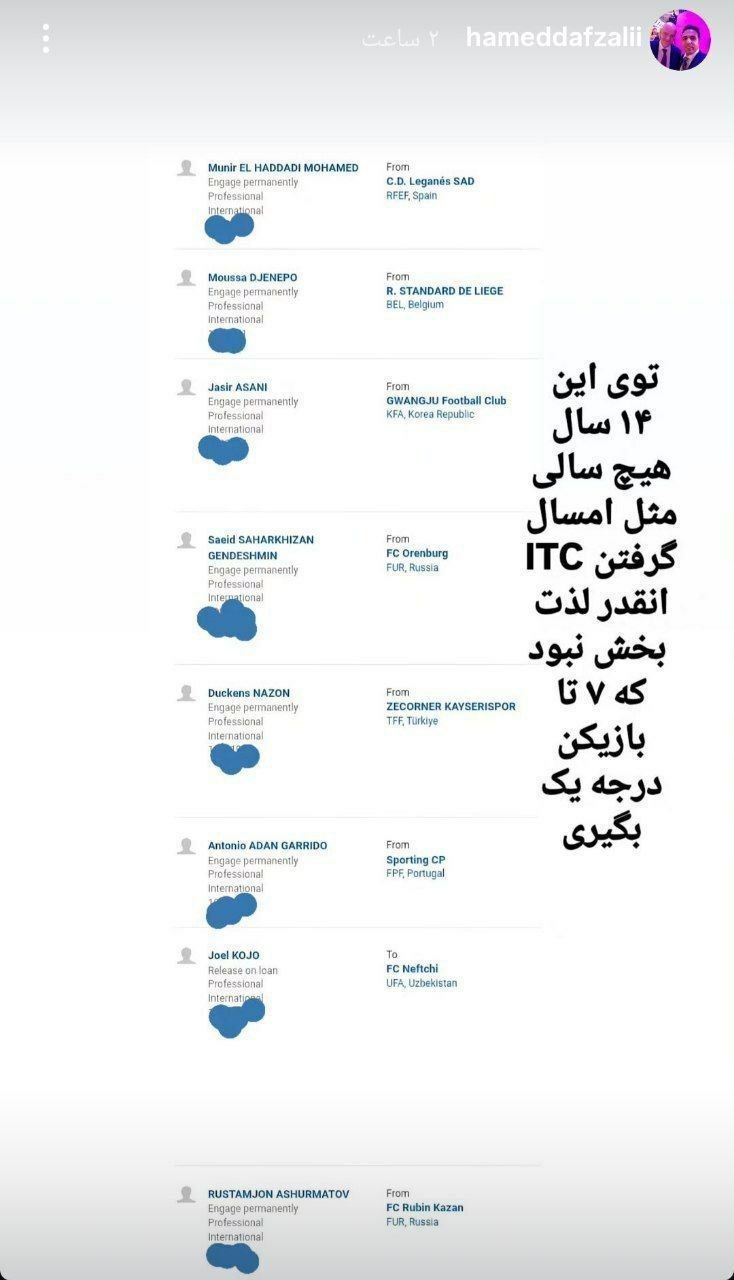 hameddafzalii ۲ ساعت
Munir EL HADDADI MOHAMED
Engage permanently
Professional
International
From
C.D. Leganés SAD
RFEF, Spain
Moussa DJENEPO
Engage permanently
Professional
International
From
R. STANDARD DE LIEGE
BEL, Belgium
Jasir ASANI
Engage permanently
Professional
International
From
GWANGJU Football Club
KFA, Korea Republic
Saeid SAHARKHIZAN
GENDESHMIN
Engage permanently
Professional
International
From
FC Orenburg
FUR, Russia
Duckens NAZON
Engage permanently
Professional
International
From
ZECORNER KAYSERISPOR
TFF, Türkiye
Antonio ADAN GARRIDO
Engage permanently
Professional
International
From
Sporting CP
FPF, Portugal
Joel KOJO
Release on loan
Professional
International
To
FC Neftchi
UFA, Uzbekistan
RUSTAMJON ASHURMATOV
Engage permanently
Professional
International
From
FC Rubin Kazan
FUR, Russia
توی این
۱۴ سال
هیچ سالی
مثل امسال
گرفتن ITC
انقدر لذت
بخش نبود
که ۷ تا
بازیکن
درجه یک
بگیری